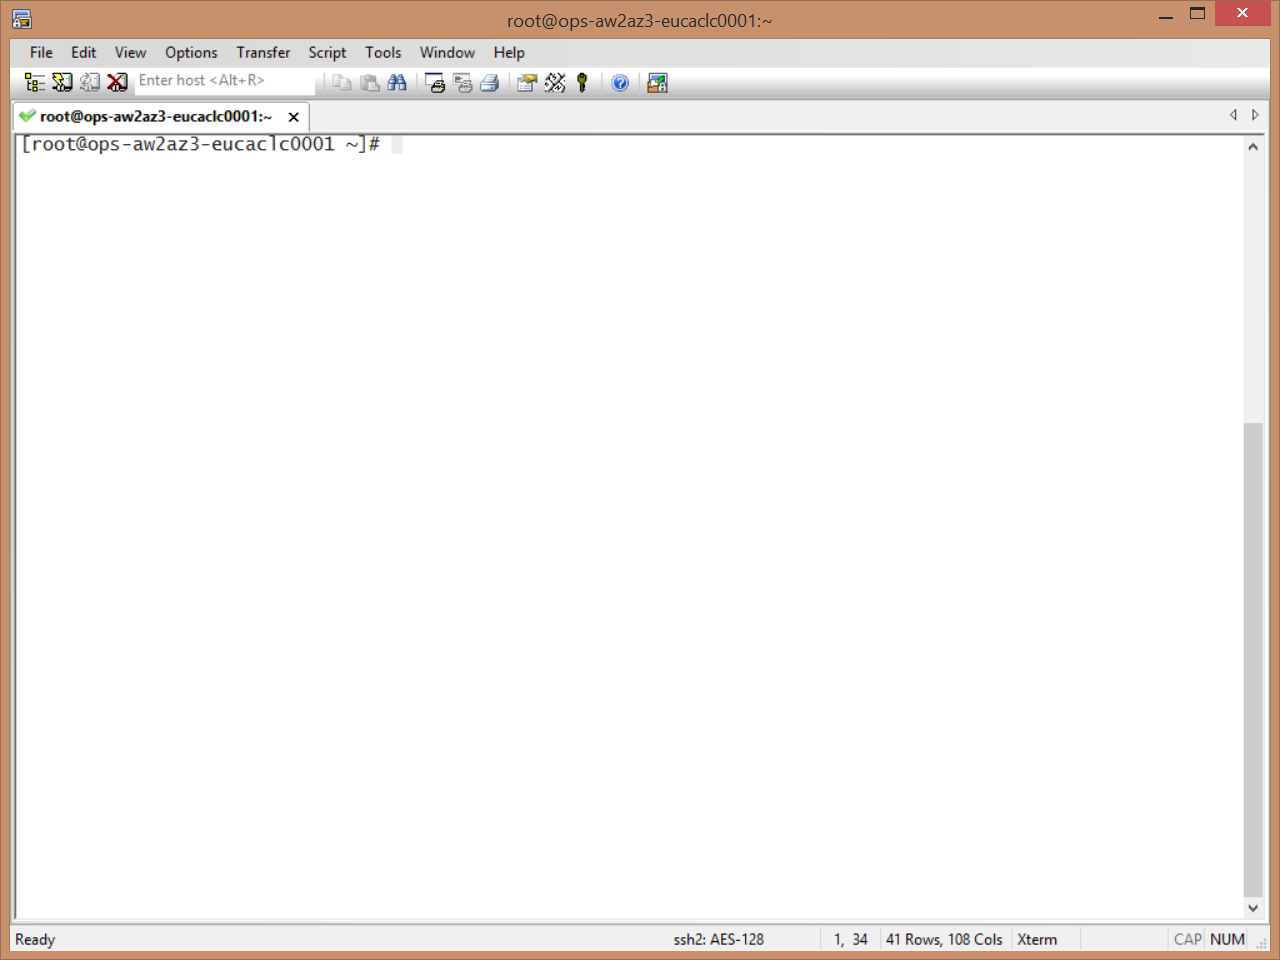 root@ops-aw2az3-eucaclc0001:~
File Edit View Options Transfer Script Tools Window Help
Enter host <Alt+R>
root@ops-aw2az3-eucaclc0001:~
[root@ops-aw2az3-eucaclc0001 ~]#
Ready ssh2: AES-128 1, 34 41 Rows, 108 Cols Xterm CAP NUM